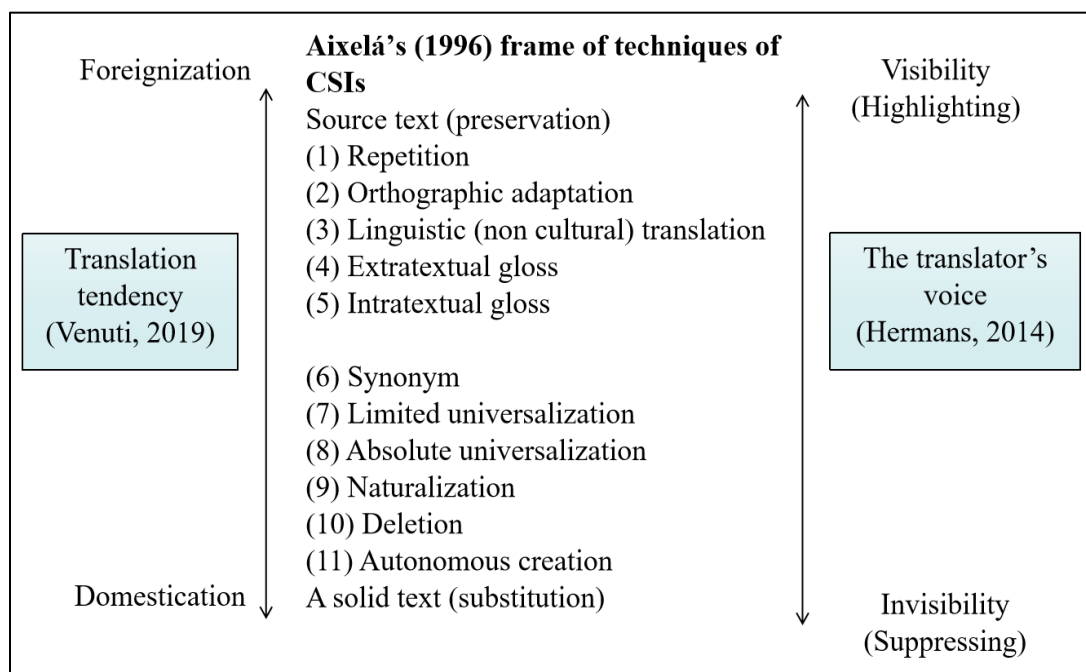 Foreignization
Translation
tendency
(Venuti, 2019)
Domestication
Aixelá’s (1996) frame of techniques of
CSIs
Source text (preservation)
(1) Repetition
(2) Orthographic adaptation
(3) Linguistic (non cultural) translation
(4) Extratextual gloss
(5) Intratextual gloss
(6) Synonym
(7) Limited universalization
(8) Absolute universalization
(9) Naturalization
(10) Deletion
(11) Autonomous creation
A solid text (substitution)
Visibility
(Highlighting)
The translator’s
voice
(Hermans, 2014)
Invisibility
(Suppressing)